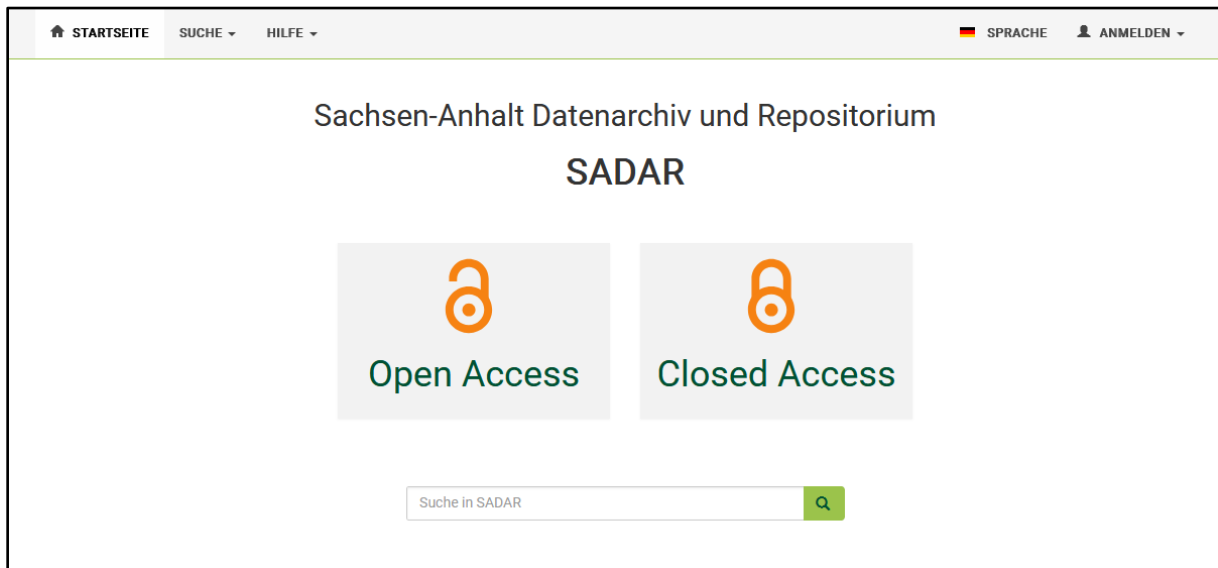 STARTSEITE SUCHE HILFE SPRACHE ANMELDEN
Sachsen-Anhalt Datenarchiv und Repositorium
SADAR
Open Access Closed Access
Suche in SADAR